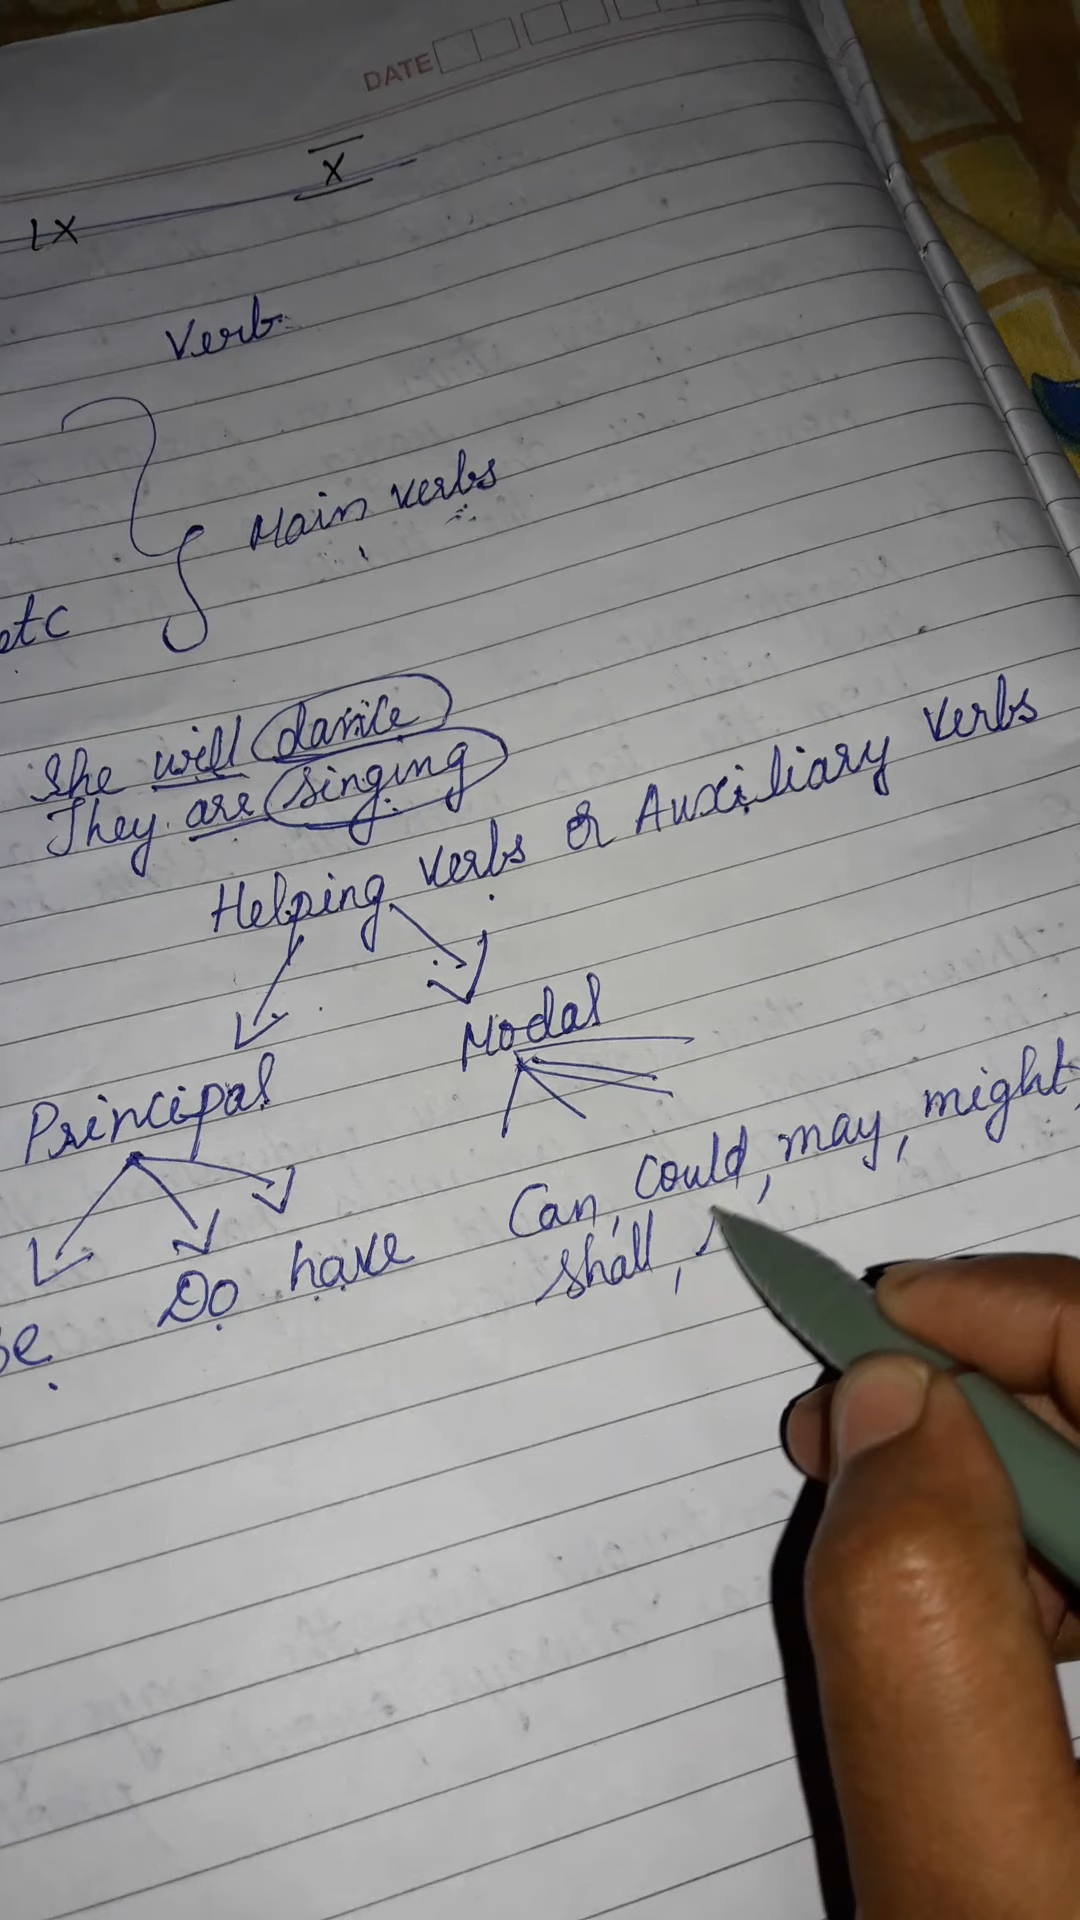 DATE
X
IX
Verb
Main verbs
etc
She will dance
They are singing
Helping verbs or Auxiliary verbs
Principal
Modal
Do have
Can, could, may, might,
shall,